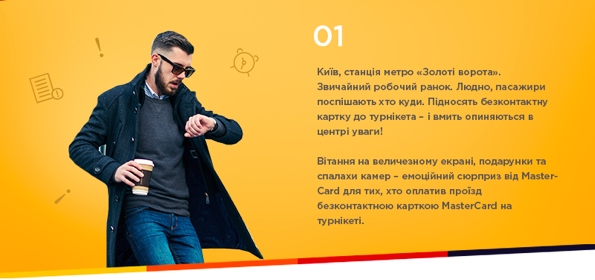 01
Київ, станція метро «Золоті ворота».
Звичайний робочий ранок. Людно, пасажири
поспішають хто куди. Підносять безконтактну
картку до турнікета – і вмить опиняються в
центрі уваги!
Вітання на величезному екрані, подарунки та
спалахи камер – емоційний сюрприз від Master-
Card для тих, хто оплатив проїзд
безконтактною карткою MasterCard на
турнікеті.